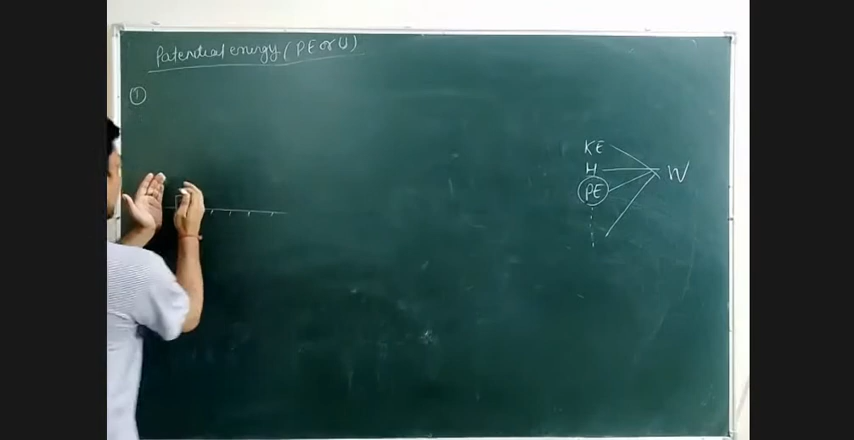 Potential energy (PE or U)
①
KE
H
PE
W